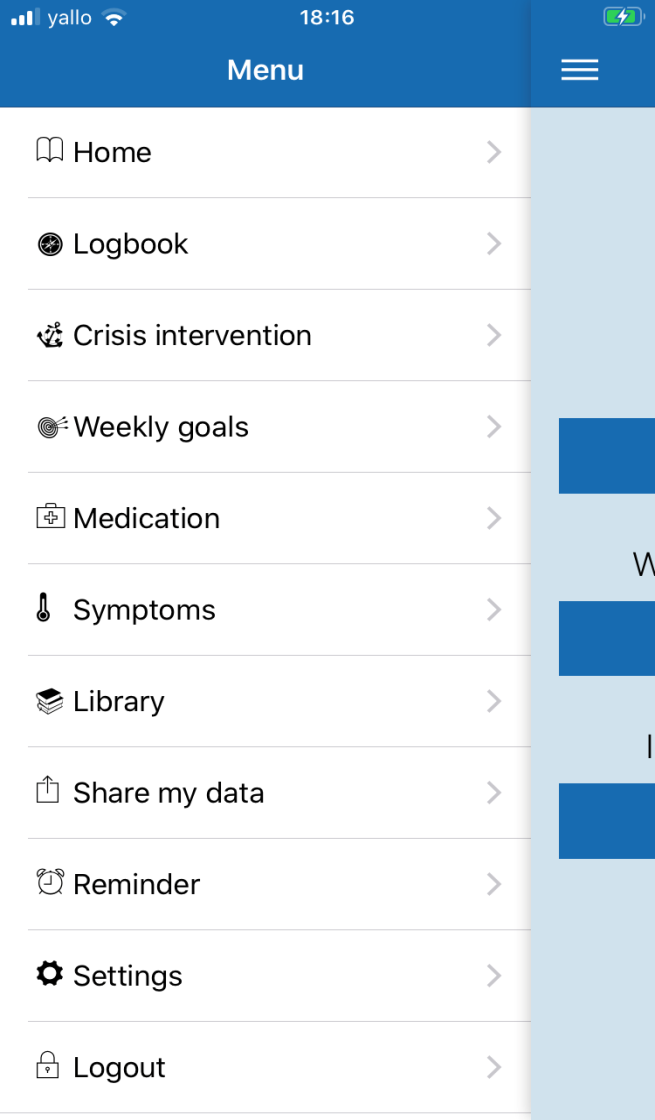 yallo 18:16
Menu
Home
Logbook
Crisis intervention
Weekly goals
Medication
W
Symptoms
Library
I
Share my data
Reminder
Settings
Logout